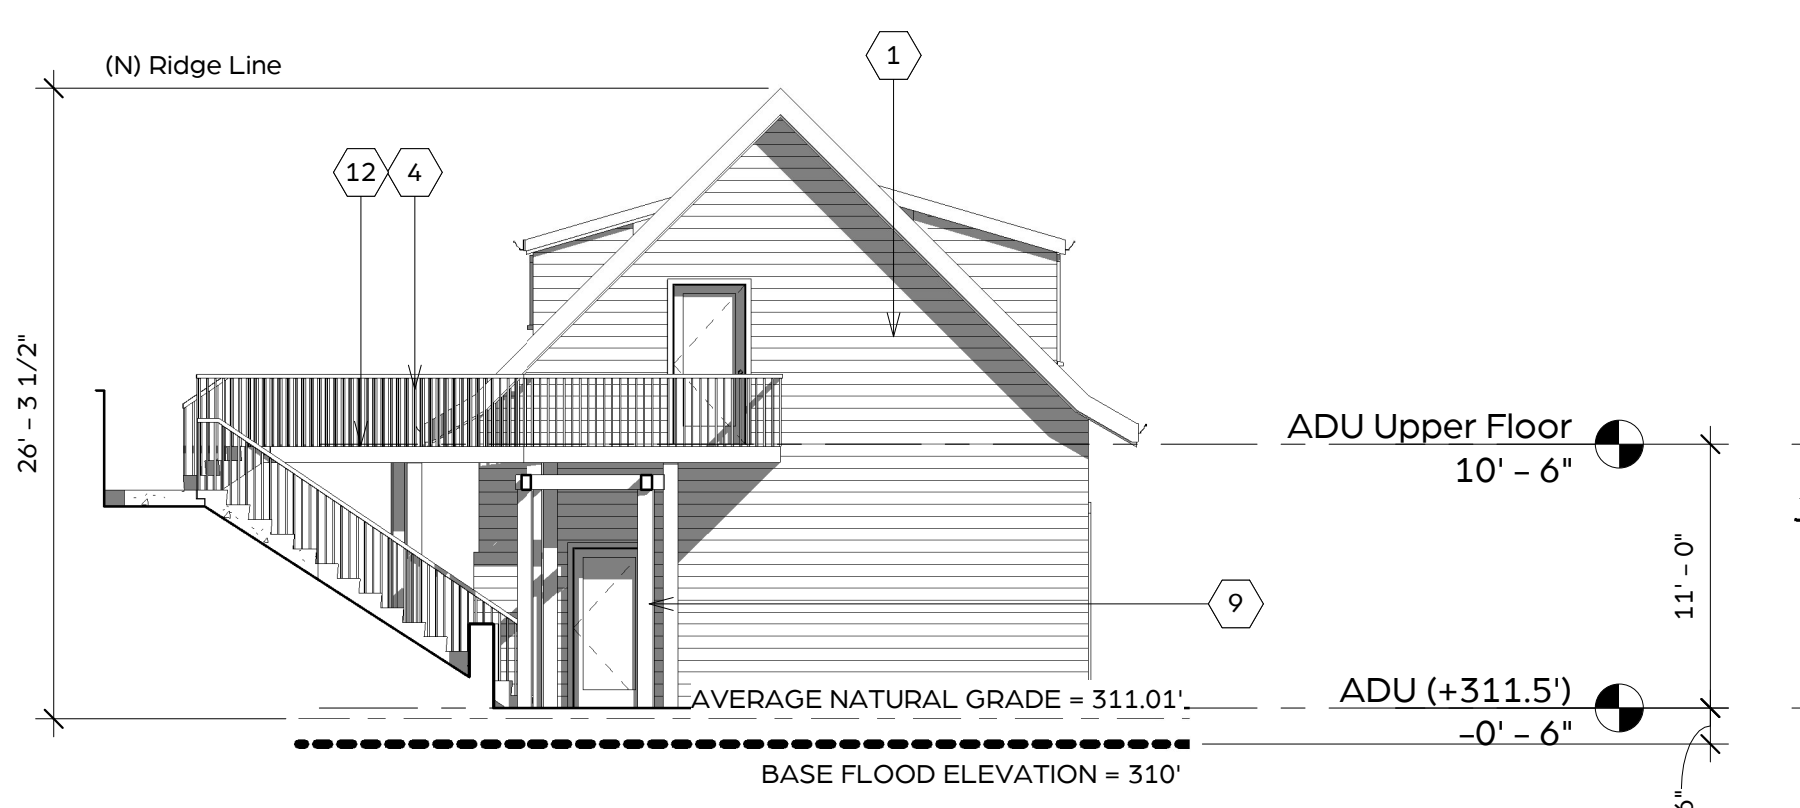 (N) Ridge Line
1
12
4
26' - 3 1/2"
ADU Upper Floor
10' - 6"
11' - 0"
9
AVERAGE NATURAL GRADE = 311.01'
ADU (+311.5')
-0' - 6"
BASE FLOOD ELEVATION = 310'